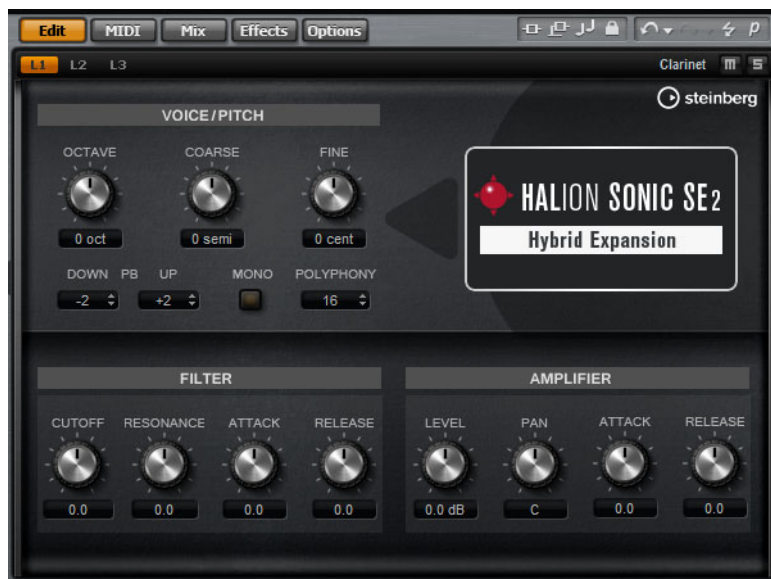 Edit MIDI Mix Effects Options
L1 L2 L3 Clarinet m s
steinberg
VOICE/PITCH
OCTAVE COARSE FINE
0 oct 0 semi 0 cent
HALION SONIC SE2
Hybrid Expansion
DOWN PB UP MONO POLYPHONY
-2 +2 16
FILTER AMPLIFIER
CUTOFF RESONANCE ATTACK RELEASE LEVEL PAN ATTACK RELEASE
0.0 0.0 0.0 0.0 0.0 dB C 0.0 0.0